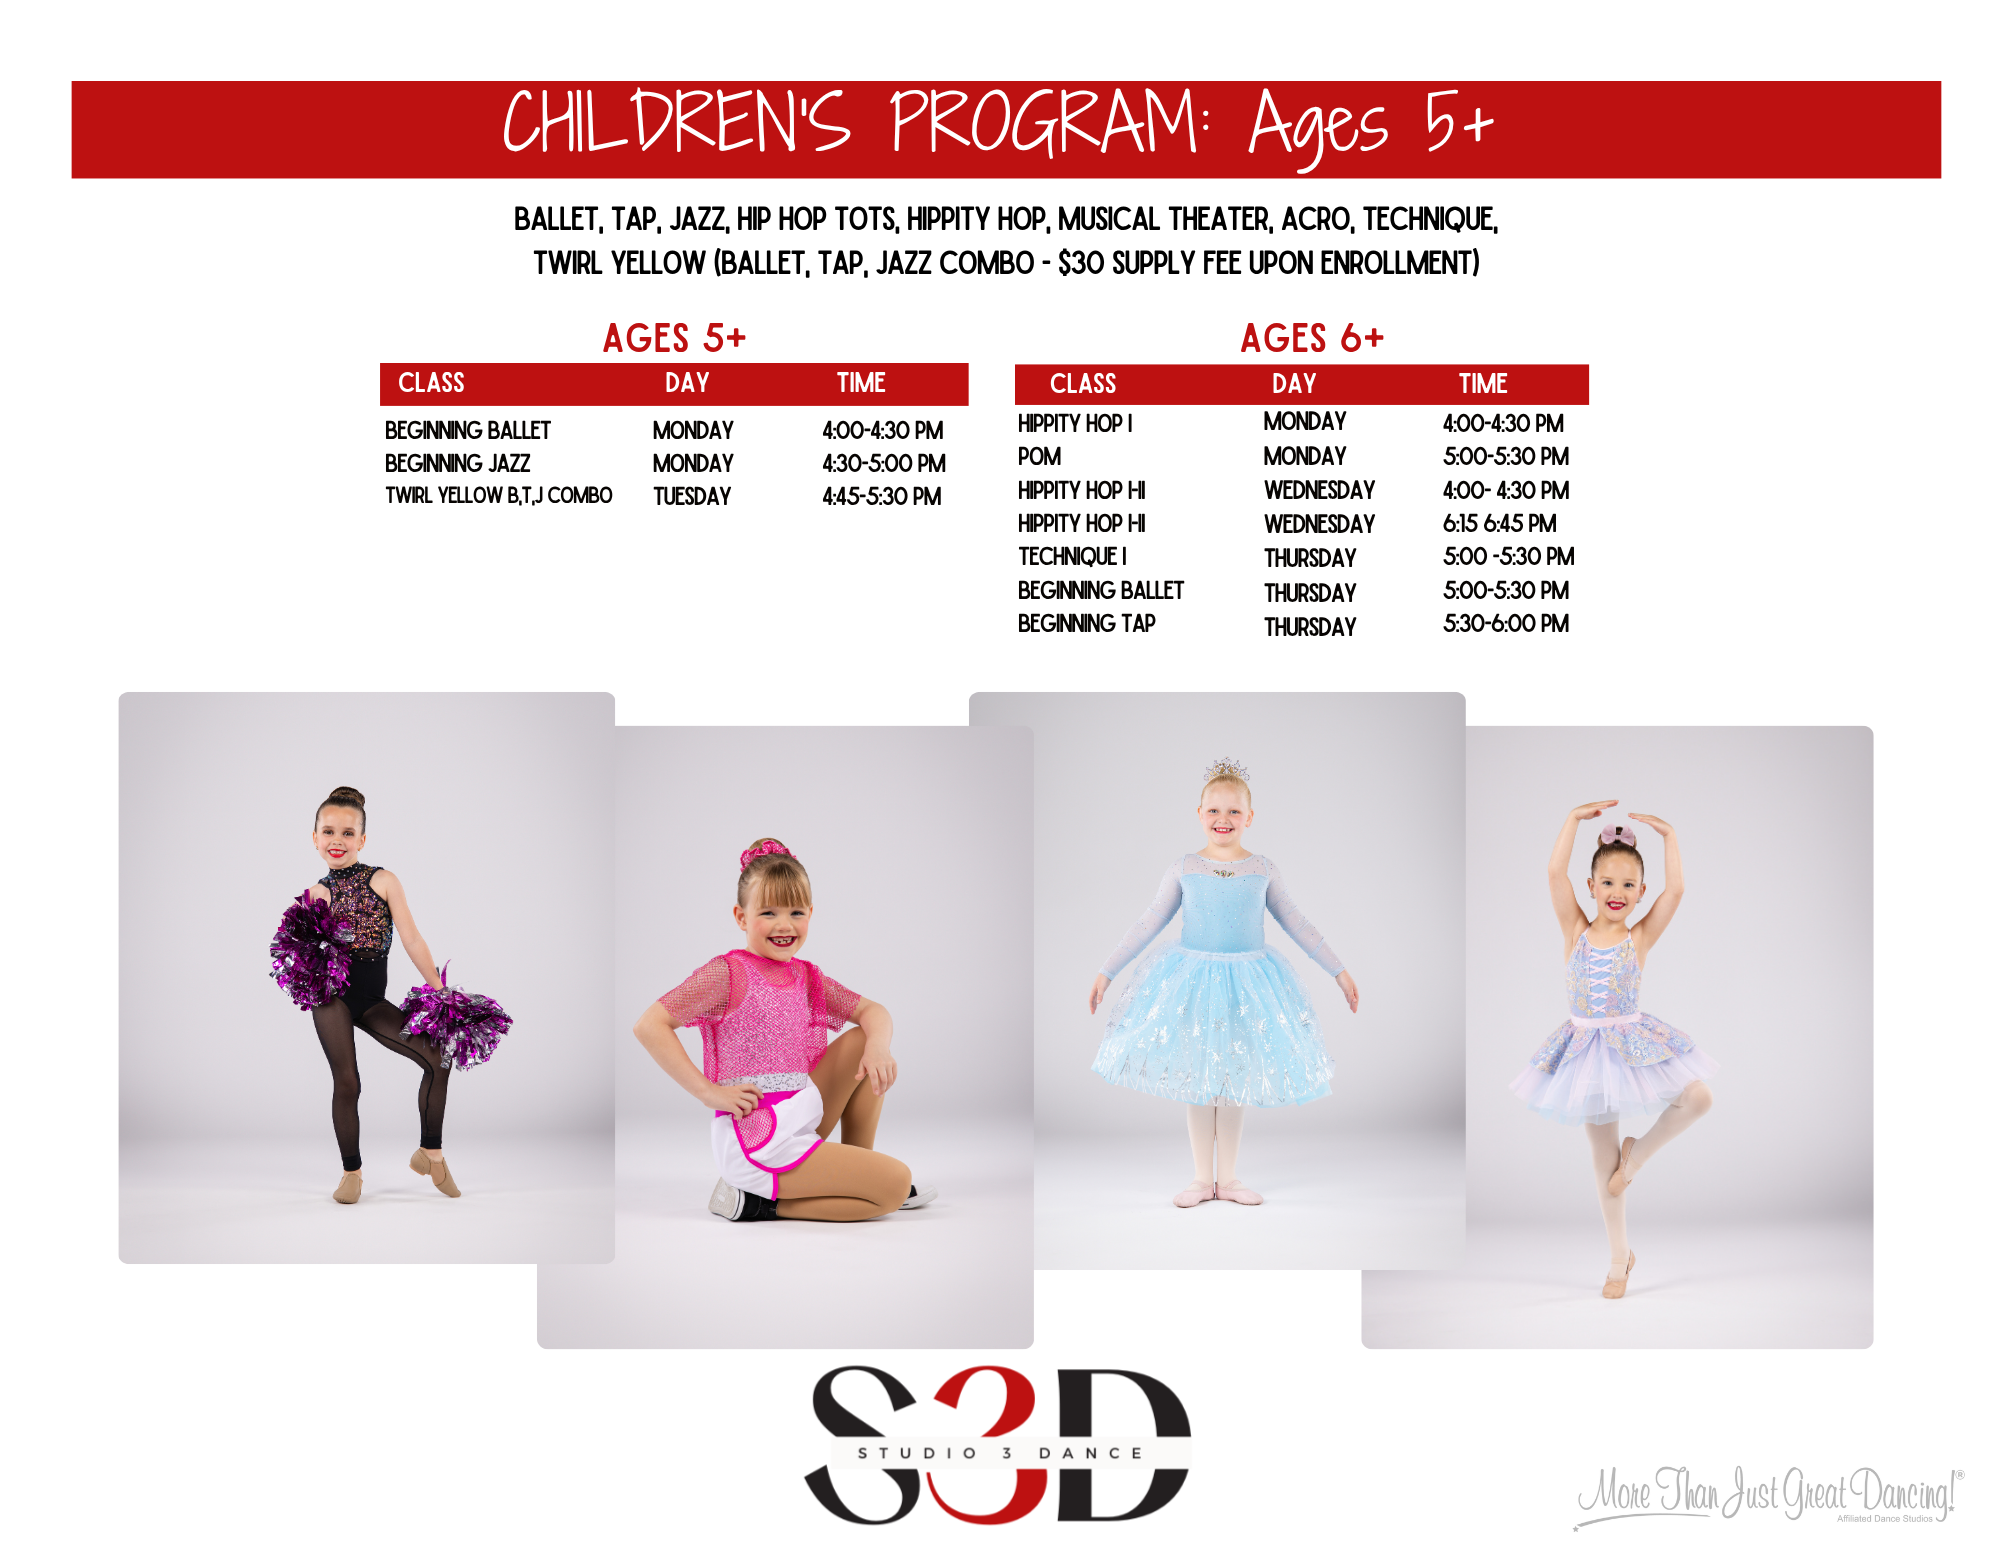 CHILDREN'S PROGRAM: Ages 5+
BALLET, TAP, JAZZ, HIP HOP TOTS, HIPPITY HOP, MUSICAL THEATER, ACRO, TECHNIQUE,
TWIRL YELLOW (BALLET, TAP, JAZZ COMBO - $30 SUPPLY FEE UPON ENROLLMENT)
AGES 5+
CLASS DAY TIME
BEGINNING BALLET MONDAY 4:00-4:30 PM
BEGINNING JAZZ MONDAY 4:30-5:00 PM
TWIRL YELLOW B,T,J COMBO TUESDAY 4:45-5:30 PM
AGES 6+
CLASS DAY TIME
HIPPITY HOP I MONDAY 4:00-4:30 PM
POM MONDAY 5:00-5:30 PM
HIPPITY HOP I-II WEDNESDAY 4:00- 4:30 PM
HIPPITY HOP I-II WEDNESDAY 6:15 6:45 PM
TECHNIQUE I THURSDAY 5:00 -5:30 PM
BEGINNING BALLET THURSDAY 5:00-5:30 PM
BEGINNING TAP THURSDAY 5:30-6:00 PM
S3D
STUDIO 3 DANCE
More Than Just Great Dancing!®
Affiliated Dance Studios